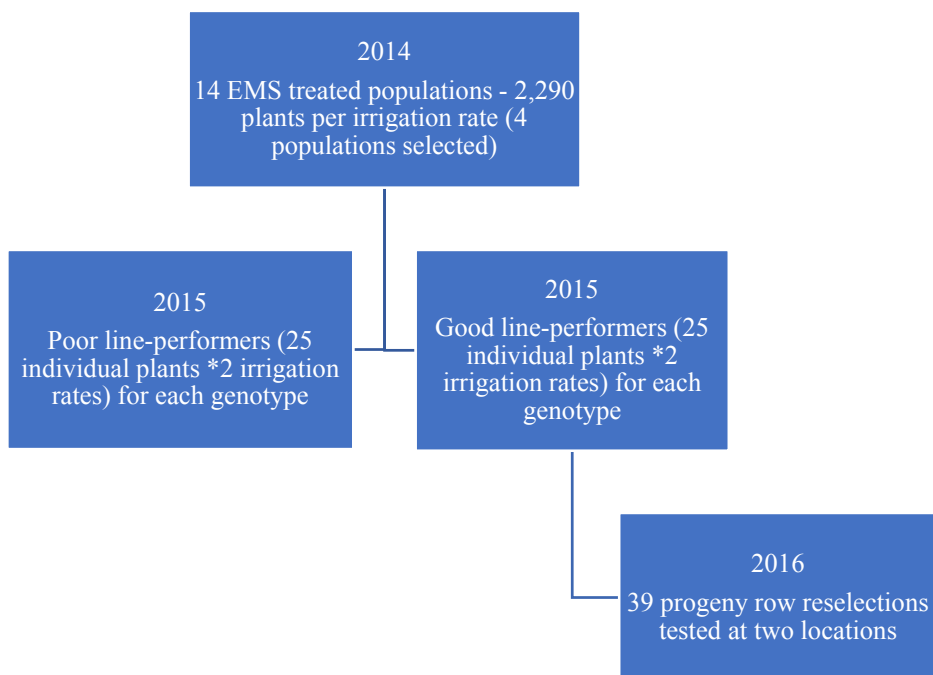 2014
14 EMS treated populations - 2,290
plants per irrigation rate (4
populations selected)
2015
Poor line-performers (25
individual plants *2 irrigation
rates) for each genotype
2015
Good line-performers (25
individual plants *2
irrigation rates) for each
genotype
2016
39 progeny row reselections
tested at two locations